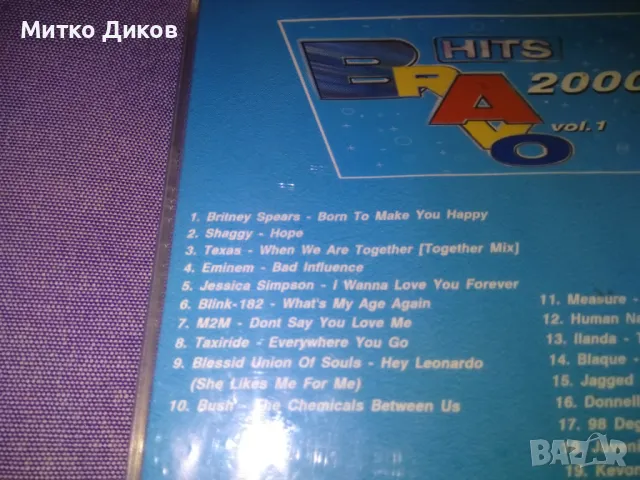 Митко Диков
HITS
BRAVO
2000
vol.1
1. Britney Spears - Born To Make You Happy
2. Shaggy - Hope
3. Texas - When We Are Together [Together Mix]
4. Eminem - Bad Influence
5. Jessica Simpson - I Wanna Love You Forever
6. Blink-182 - What's My Age Again
7. M2M - Dont Say You Love Me
8. Taxiride - Everywhere You Go
9. Blessid Union Of Souls - Hey Leonardo
(She Likes Me For Me)
10. Bush - The Chemicals Between Us
11. Measure -
12. Human
13. Ilanda -
14. Blaque -
15. Jagged
16. Donnell
17. 98 Deg
18.
19. Kevon
BAZAR